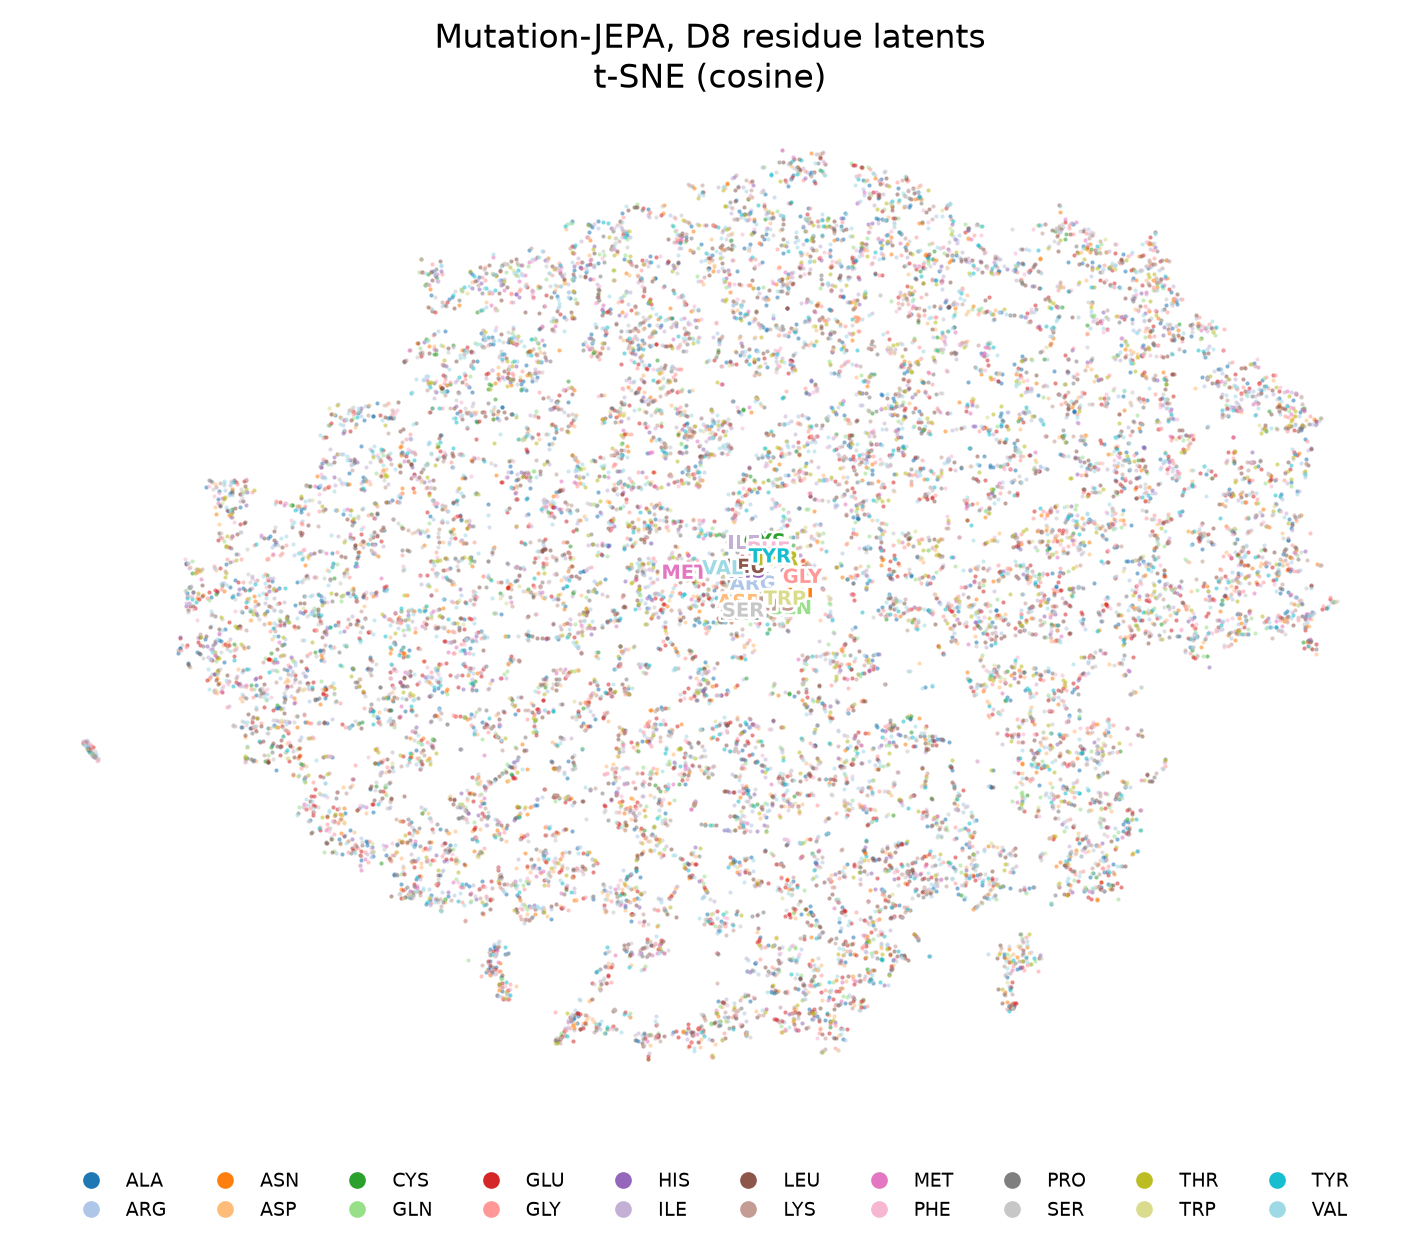 Mutation-JEPA, D8 residue latents
t-SNE (cosine)
TYR
VAL
MET
GLY
ARG
TRP
SER
ALA ASN CYS GLU HIS LEU MET PRO THR TYR
ARG ASP GLN GLY ILE LYS PHE SER TRP VAL